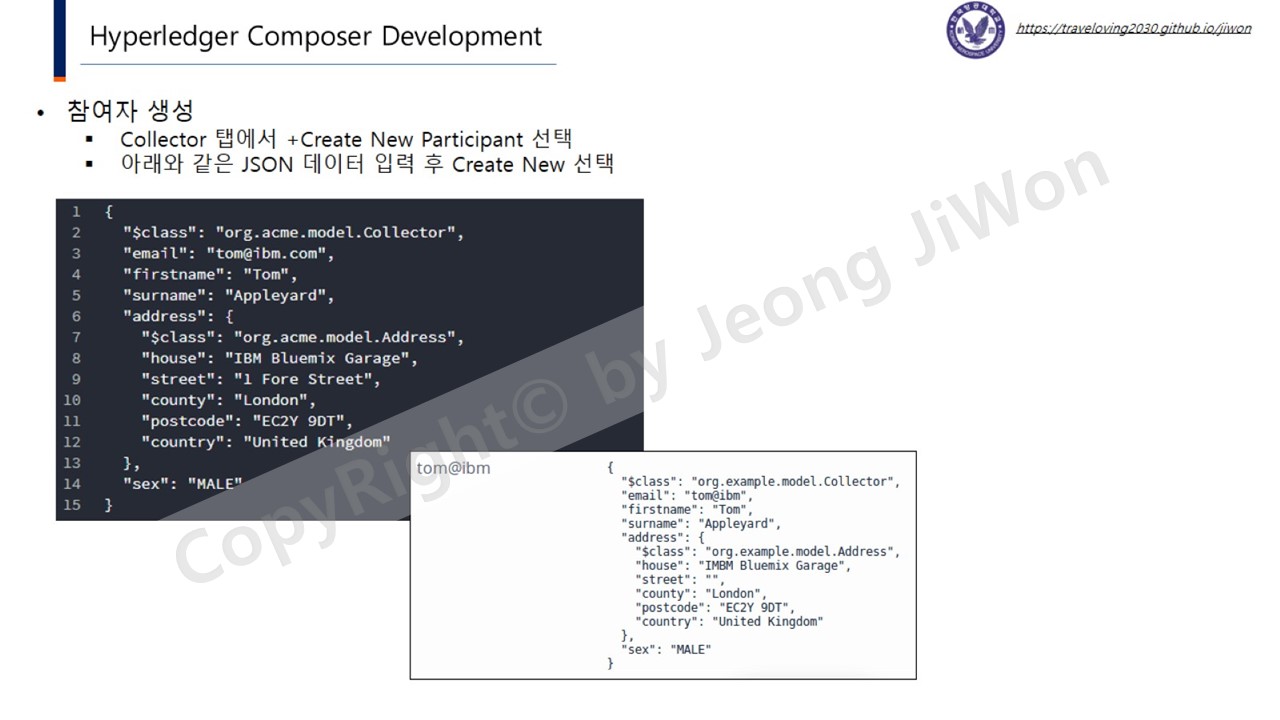 Hyperledger Composer Development
https://traveloving2030.github.io/jiwon
• 참여자 생성
▪ Collector 탭에서 +Create New Participant 선택
▪ 아래와 같은 JSON 데이터 입력 후 Create New 선택
1 {
2 "$class": "org.acme.model.Collector",
3 "email": "tom@ibm.com",
4 "firstname": "Tom",
5 "surname": "Appleyard",
6 "address": {
7 "$class": "org.acme.model.Address",
8 "house": "IBM Bluemix Garage",
9 "street": "1 Fore Street",
10 "county": "London",
11 "postcode": "EC2Y 9DT",
12 "country": "United Kingdom"
13 },
14 "sex": "MALE"
15 }
tom@ibm
{
"$class": "org.example.model.Collector",
"email": "tom@ibm",
"firstname": "Tom",
"surname": "Appleyard",
"address": {
"$class": "org.example.model.Address",
"house": "IMBM Bluemix Garage",
"street": "",
"county": "London",
"postcode": "EC2Y 9DT",
"country": "United Kingdom"
},
"sex": "MALE"
}
CopyRight© by Jeong JiWon